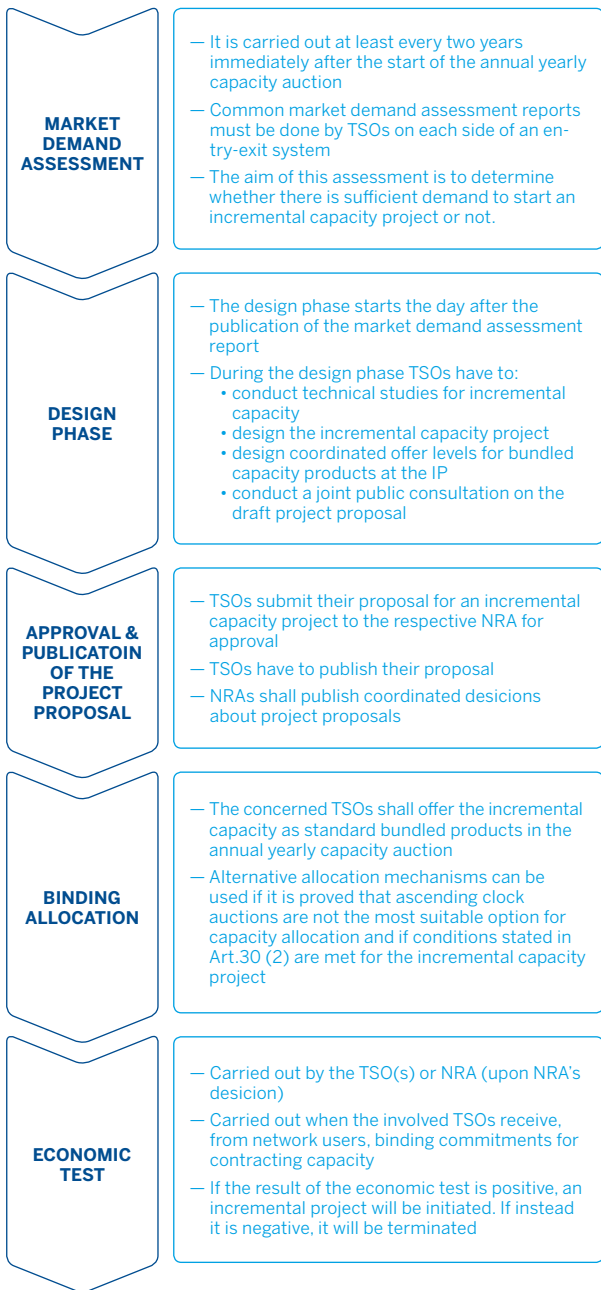 MARKET
DEMAND
ASSESSMENT
— It is carried out at least every two years
immediately after the start of the annual yearly
capacity auction
— Common market demand assessment reports
must be done by TSOs on each side of an en-
try-exit system
— The aim of this assessment is to determine
whether there is sufficient demand to start an
incremental capacity project or not.
DESIGN
PHASE
— The design phase starts the day after the
publication of the market demand assessment
report
— During the design phase TSOs have to:
• conduct technical studies for incremental
capacity
• design the incremental capacity project
• design coordinated offer levels for bundled
capacity products at the IP
• conduct a joint public consultation on the
draft project proposal
APPROVAL &
PUBLICATOIN
OF THE
PROJECT
PROPOSAL
— TSOs submit their proposal for an incremental
capacity project to the respective NRA for
approval
— TSOs have to publish their proposal
— NRAs shall publish coordinated desicions
about project proposals
BINDING
ALLOCATION
— The concerned TSOs shall offer the incremental
capacity as standard bundled products in the
annual yearly capacity auction
— Alternative allocation mechanisms can be
used if it is proved that ascending clock
auctions are not the most suitable option for
capacity allocation and if conditions stated in
Art.30 (2) are met for the incremental capacity
project
ECONOMIC
TEST
— Carried out by the TSO(s) or NRA (upon NRA's
desicion)
— Carried out when the involved TSOs receive,
from network users, binding commitments for
contracting capacity
— If the result of the economic test is positive, an
incremental project will be initiated. If instead
it is negative, it will be terminated